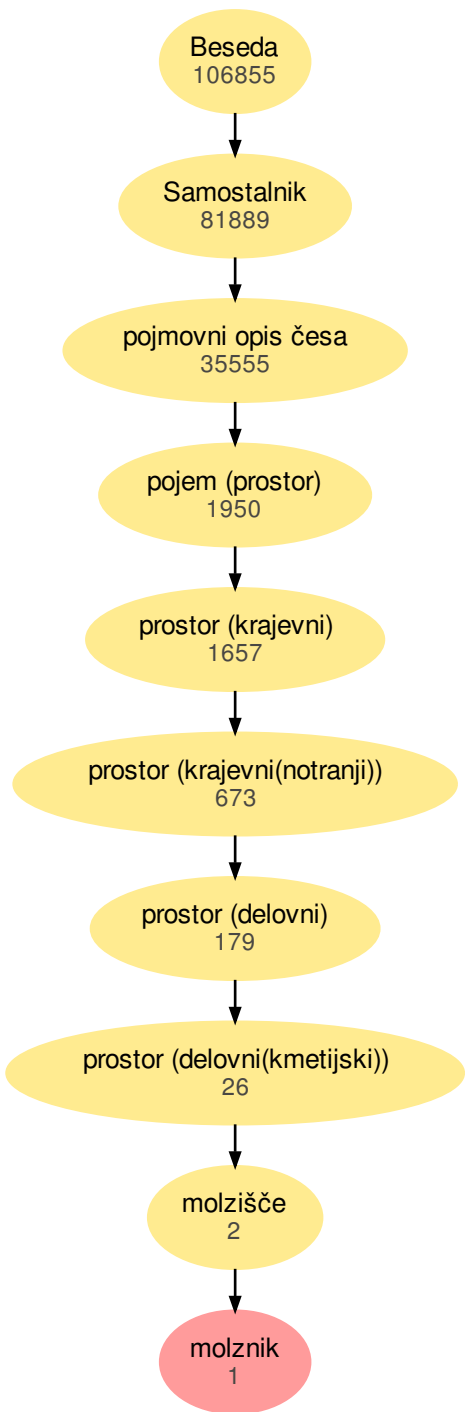 Beseda
106855
Samostalnik
81889
pojmovni opis česa
35555
pojem (prostor)
1950
prostor (krajevni)
1657
prostor (krajevni(notranji))
673
prostor (delovni)
179
prostor (delovni(kmetijski))
26
molzišče
2
molznik
1